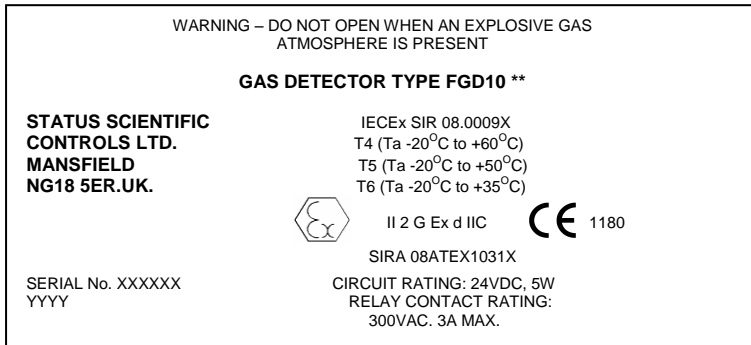 WARNING – DO NOT OPEN WHEN AN EXPLOSIVE GAS
ATMOSPHERE IS PRESENT
GAS DETECTOR TYPE FGD10 **
STATUS SCIENTIFIC
CONTROLS LTD.
MANSFIELD
NG18 5ER.UK.
IECEx SIR 08.0009X
T4 (Ta -20°C to +60°C)
T5 (Ta -20°C to +50°C)
T6 (Ta -20°C to +35°C)
Ex II 2 G Ex d IIC CE 1180
SIRA 08ATEX1031X
SERIAL No. XXXXXX
YYYY
CIRCUIT RATING: 24VDC, 5W
RELAY CONTACT RATING:
300VAC. 3A MAX.